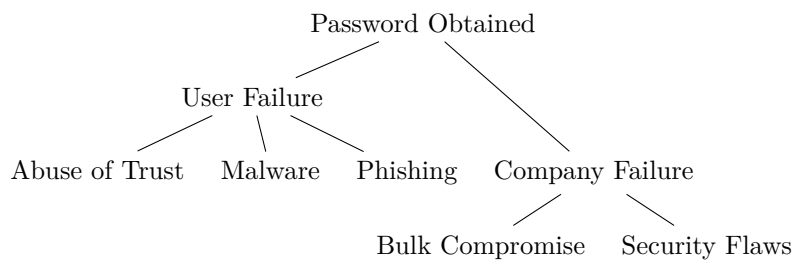 Password Obtained
User Failure
Abuse of Trust
Malware
Phishing
Company Failure
Bulk Compromise
Security Flaws